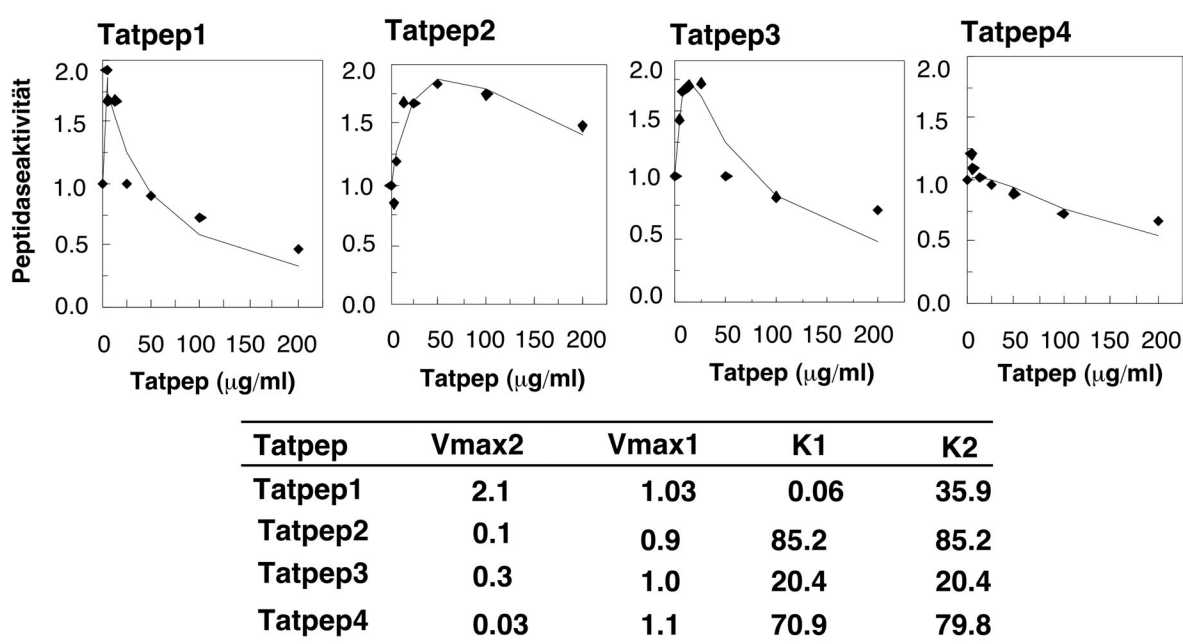 Tatpep1 Tatpep2 Tatpep3 Tatpep4
Peptidaseaktivität
2.0 2.0 2.0 2.0
1.5 1.5 1.5 1.5
1.0 1.0 1.0 1.0
0.5 0.5 0.5 0.5
0.0 0.0 0.0 0.0
0 50 100 150 200 0 50 100 150 200 0 50 100 150 200 0 50 100 150 200
Tatpep (μg/ml) Tatpep (μg/ml) Tatpep (μg/ml) Tatpep (μg/ml)
Tatpep Vmax2 Vmax1 K1 K2
Tatpep1 2.1 1.03 0.06 35.9
Tatpep2 0.1 0.9 85.2 85.2
Tatpep3 0.3 1.0 20.4 20.4
Tatpep4 0.03 1.1 70.9 79.8